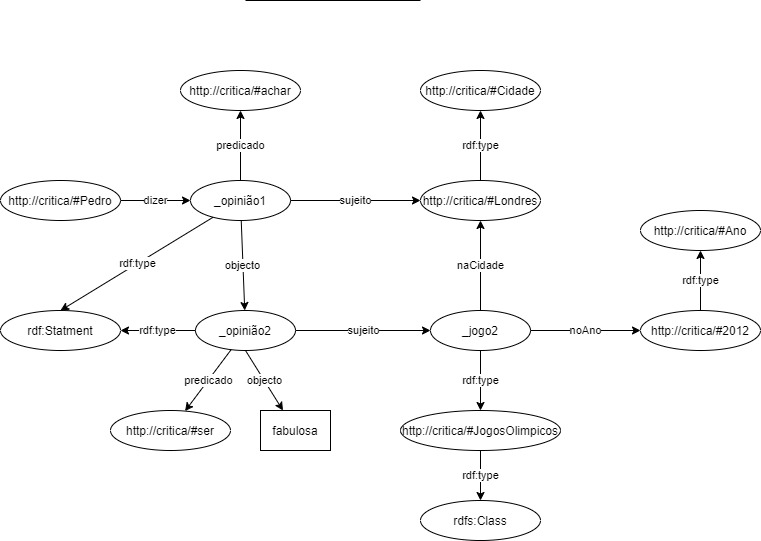 http://critica/#achar
http://critica/#Cidade
predicado
rdf:type
http://critica/#Pedro
dizer
_opinião1
sujeito
http://critica/#Londres
http://critica/#Ano
rdf:type
objecto
naCidade
rdf:type
rdf:Statment
rdf:type
_opinião2
sujeito
_jogo2
noAno
http://critica/#2012
predicado
objecto
rdf:type
http://critica/#ser
fabulosa
http://critica/#JogosOlimpicos
rdf:type
rdfs:Class